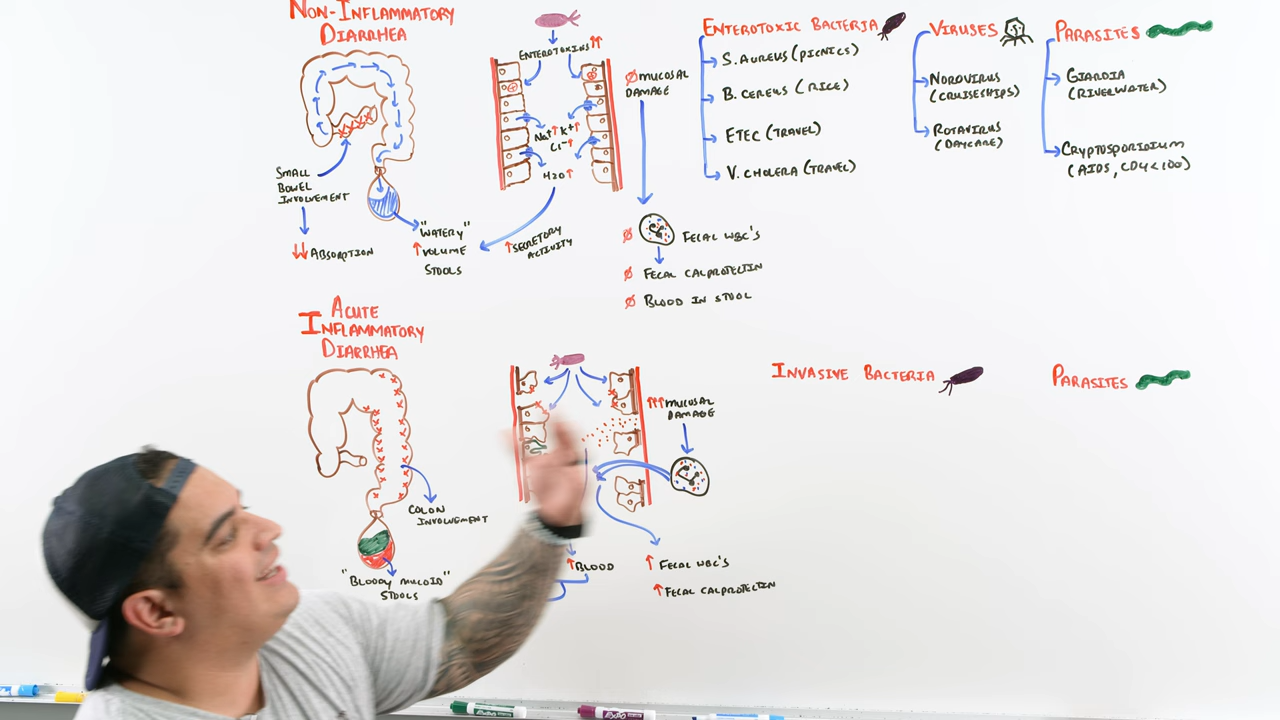 NON-INFLAMMATORY
DIARRHEA
SMALL
BOWEL
INVOLVEMENT
↓↓ABSORPTION
"WATERY"
↑VOLUME
STOOLS
ENTEROTOXINS↑↑
Na+↑ K+↑
Cl-↑
H2O↑
↑SECRETORY
ACTIVITY
Ø MUCOSAL
DAMAGE
Ø FECAL WBC'S
Ø FECAL CALPROTECTIN
Ø BLOOD IN STOOL
ENTEROTOXIC BACTERIA
S. AUREUS (PICNICS)
B. CEREUS (RICE)
ETEC (TRAVEL)
V. CHOLERA (TRAVEL)
VIRUSES
NOROVIRUS
(CRUISESHIPS)
ROTAVIRUS
(DAYCARE)
PARASITES
GIARDIA
(RIVERWATER)
CRYPTOSPORIDIUM
(AIDS, CD4<100)
ACUTE
INFLAMMATORY
DIARRHEA
COLON
INVOLVEMENT
"BLOODY MUCOID"
STOOLS
↑↑↑MUCOSAL
DAMAGE
↑BLOOD
↑ FECAL WBC'S
↑ FECAL CALPROTECTIN
INVASIVE BACTERIA
PARASITES